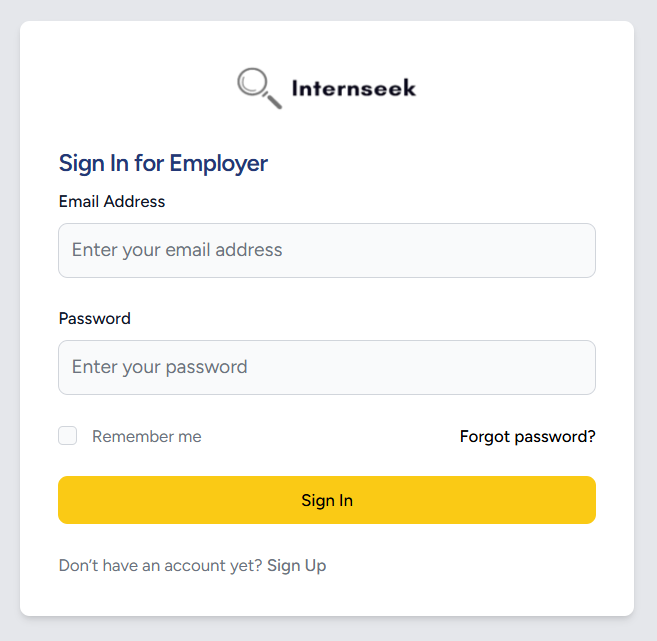 Internseek
Sign In for Employer
Email Address
Enter your email address
Password
Enter your password
Remember me
Forgot password?
Sign In
Don't have an account yet? Sign Up